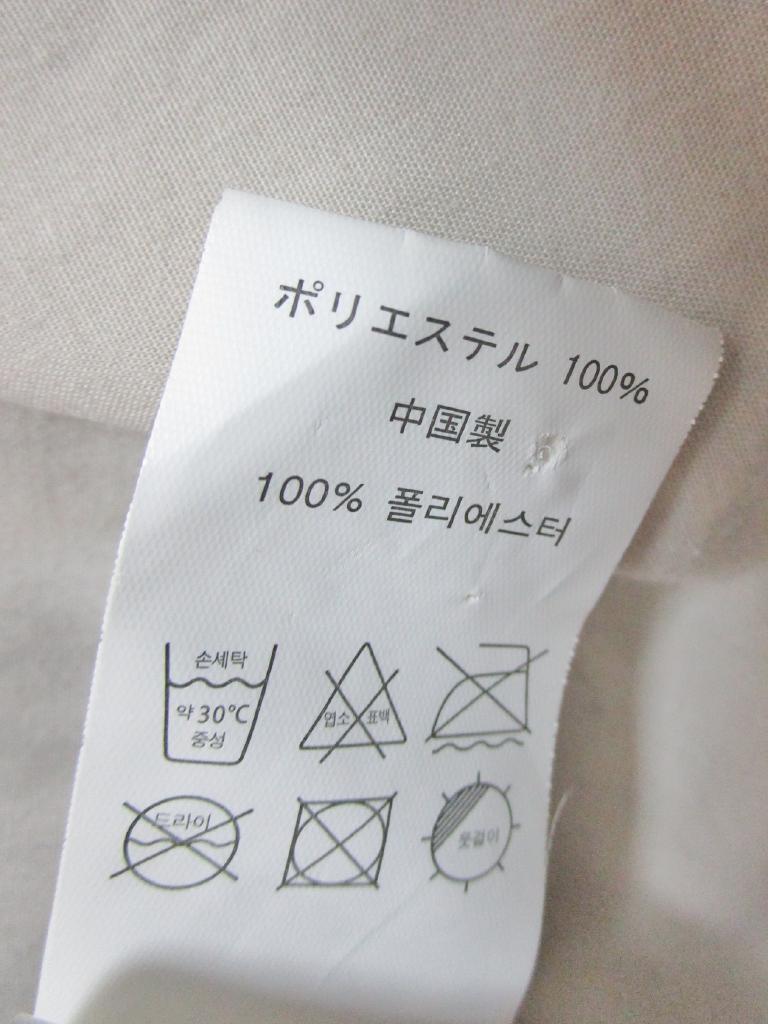 ポリエステル 100%
中国製
100% 폴리에스터
손세탁
약 30℃
중성
염소 표백
드라이
옷걸이